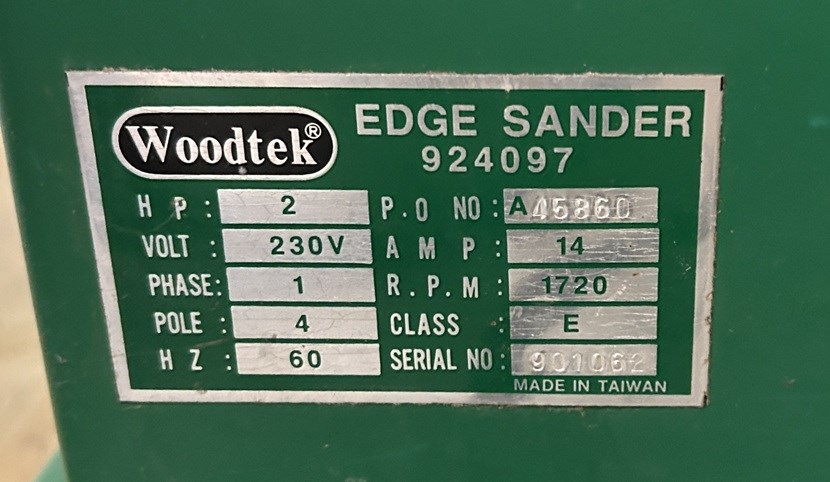 Woodtek®
EDGE SANDER
924097
H P : 2 P.O NO : A45860
VOLT : 230V A M P : 14
PHASE: 1 R.P.M : 1720
POLE : 4 CLASS : E
H Z : 60 SERIAL NO : 901062
MADE IN TAIWAN